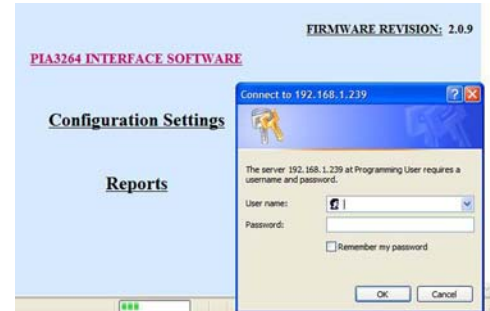 FIRMWARE REVISION: 2.0.9
PIA3264 INTERFACE SOFTWARE
Configuration Settings
Reports
Connect to 192.168.1.239
The server 192.168.1.239 at Programming User requires a
username and password.
User name:
Password:
Remember my password
OK Cancel